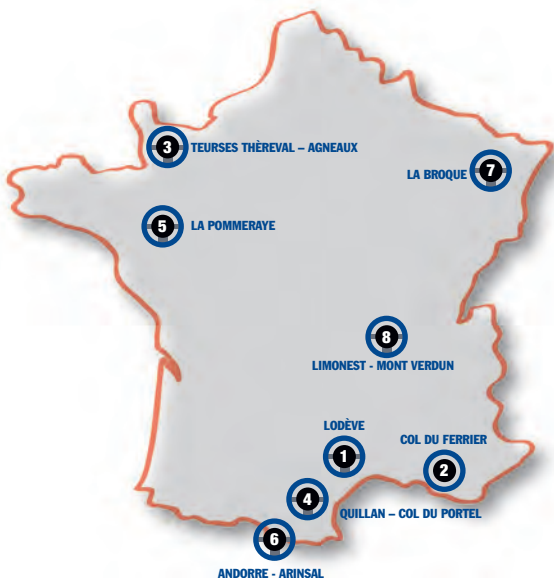 3 TEURSES THÈREVAL – AGNEAUX
7
LA BROQUE
5 LA POMMERAYE
8
LIMONEST - MONT VERDUN
LODÈVE
1
COL DU FERRIER
2
4
QUILLAN – COL DU PORTEL
6
ANDORRE - ARINSAL